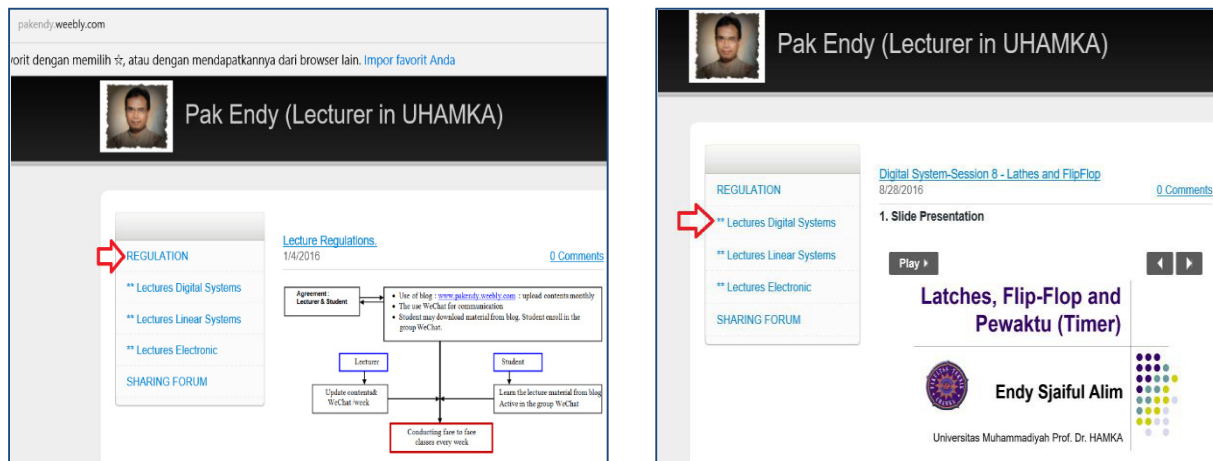 pakendy.weebly.com
vorit dengan memilih ☆, atau dengan mendapatkannya dari browser lain. Impor favorit Anda
Pak Endy (Lecturer in UHAMKA)
REGULATION
** Lectures Digital Systems
** Lectures Linear Systems
** Lectures Electronic
SHARING FORUM
Lecture Regulations.
1/4/2016
0 Comments
Agreement :
Lecturer & Student
• Use of blog : www.pakendy.weebly.com : upload contents monthly
• The use WeChat for communication
• Student may download material from blog. Student enroll in the
group WeChat.
Lecturer
Student
Update contents&
WeChat /week
Learn the lecture material from blog
Active in the group WeChat
Conducting face to face
classes every week
Pak Endy (Lecturer in UHAMKA)
REGULATION
** Lectures Digital Systems
** Lectures Linear Systems
** Lectures Electronic
SHARING FORUM
Digital System-Session 8 - Lathes and FlipFlop
8/28/2016
0 Comments
1. Slide Presentation
Play
Latches, Flip-Flop and
Pewaktu (Timer)
Endy Sjaiful Alim
Universitas Muhammadiyah Prof. Dr. HAMKA